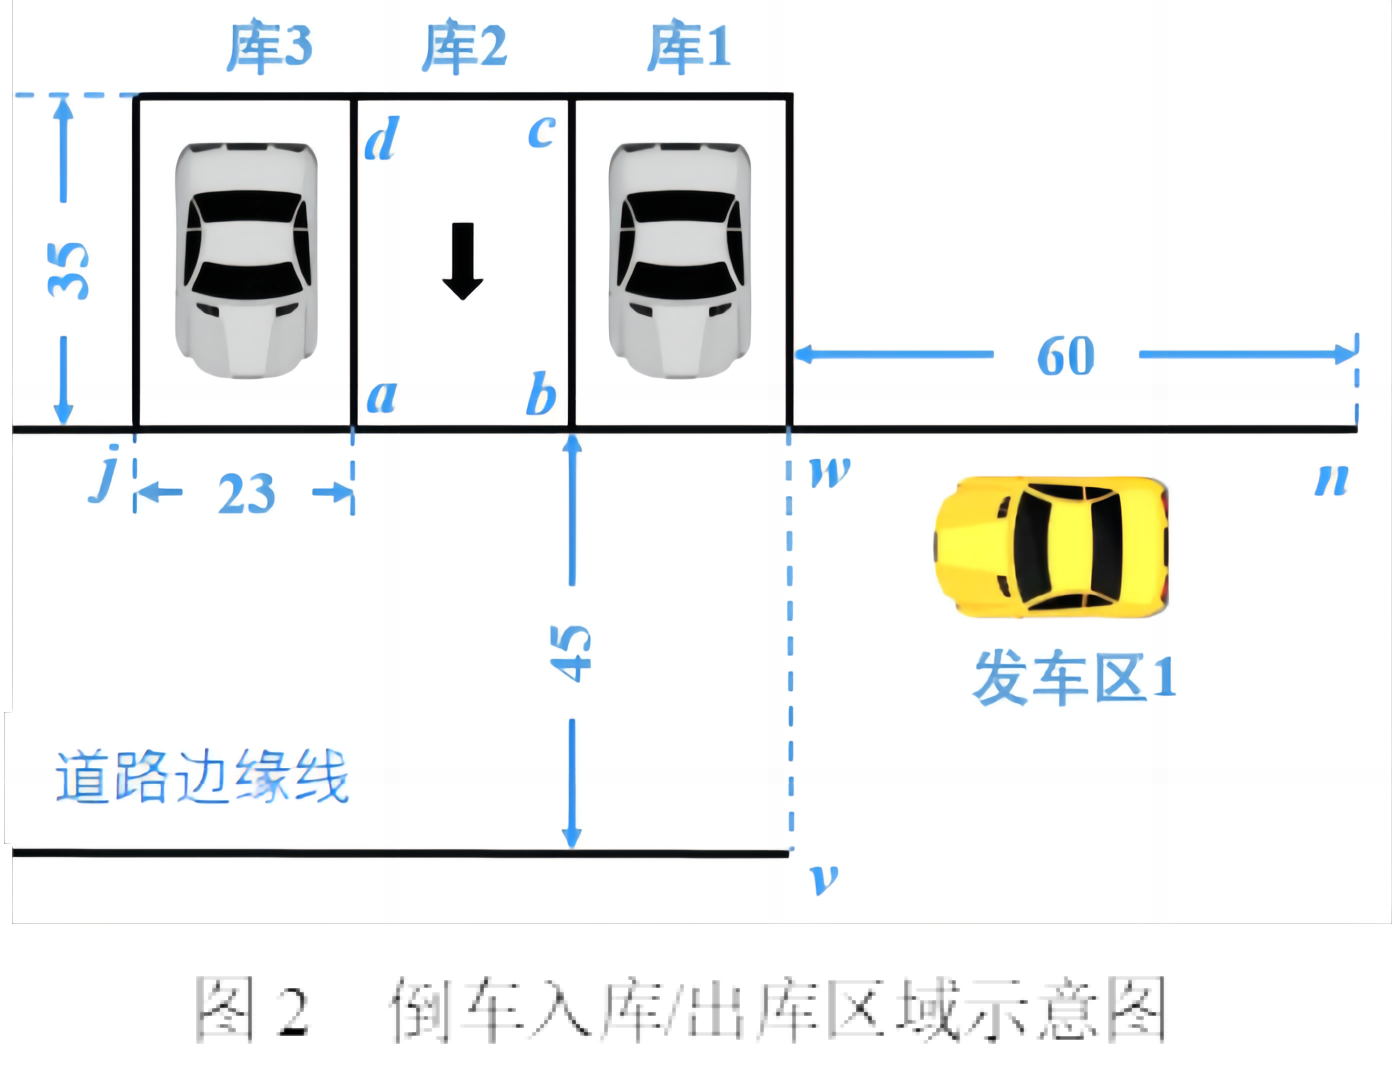 库3 库2 库1
d c
35
60
a b
j 23 w n
45
发车区1
道路边缘线
v
图 2 倒车入库/出库区域示意图